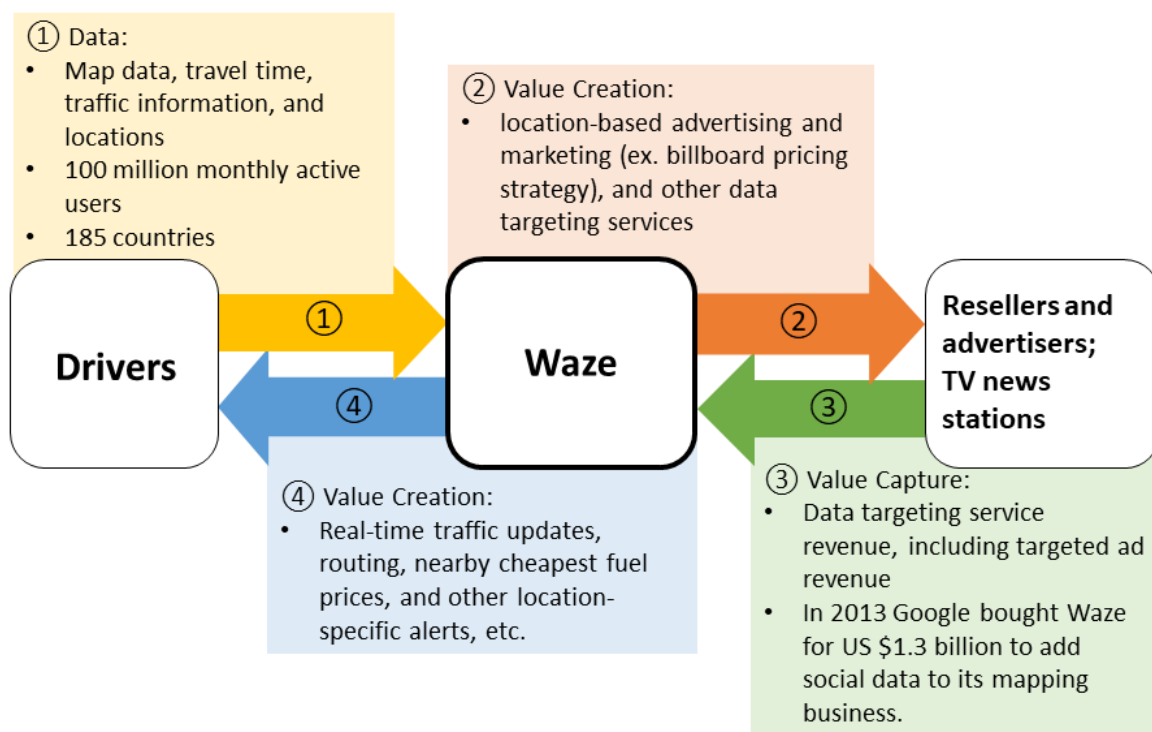 ① Data:
• Map data, travel time,
traffic information, and
locations
• 100 million monthly active
users
• 185 countries
② Value Creation:
• location-based advertising and
marketing (ex. billboard pricing
strategy), and other data
targeting services
Drivers
①
④
Waze
②
③
Resellers and
advertisers;
TV news
stations
④ Value Creation:
• Real-time traffic updates,
routing, nearby cheapest fuel
prices, and other location-
specific alerts, etc.
③ Value Capture:
• Data targeting service
revenue, including targeted ad
revenue
• In 2013 Google bought Waze
for US $1.3 billion to add
social data to its mapping
business.